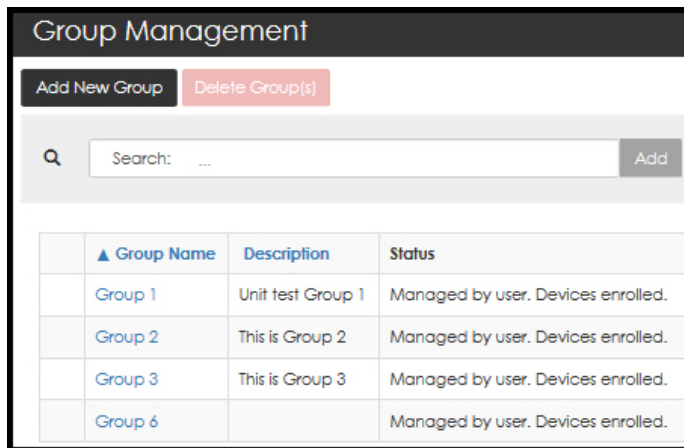 Group Management
Add New Group Delete Group(s)
Search: ... Add
▲ Group Name Description Status
Group 1 Unit test Group 1 Managed by user. Devices enrolled.
Group 2 This is Group 2 Managed by user. Devices enrolled.
Group 3 This is Group 3 Managed by user. Devices enrolled.
Group 6 Managed by user. Devices enrolled.